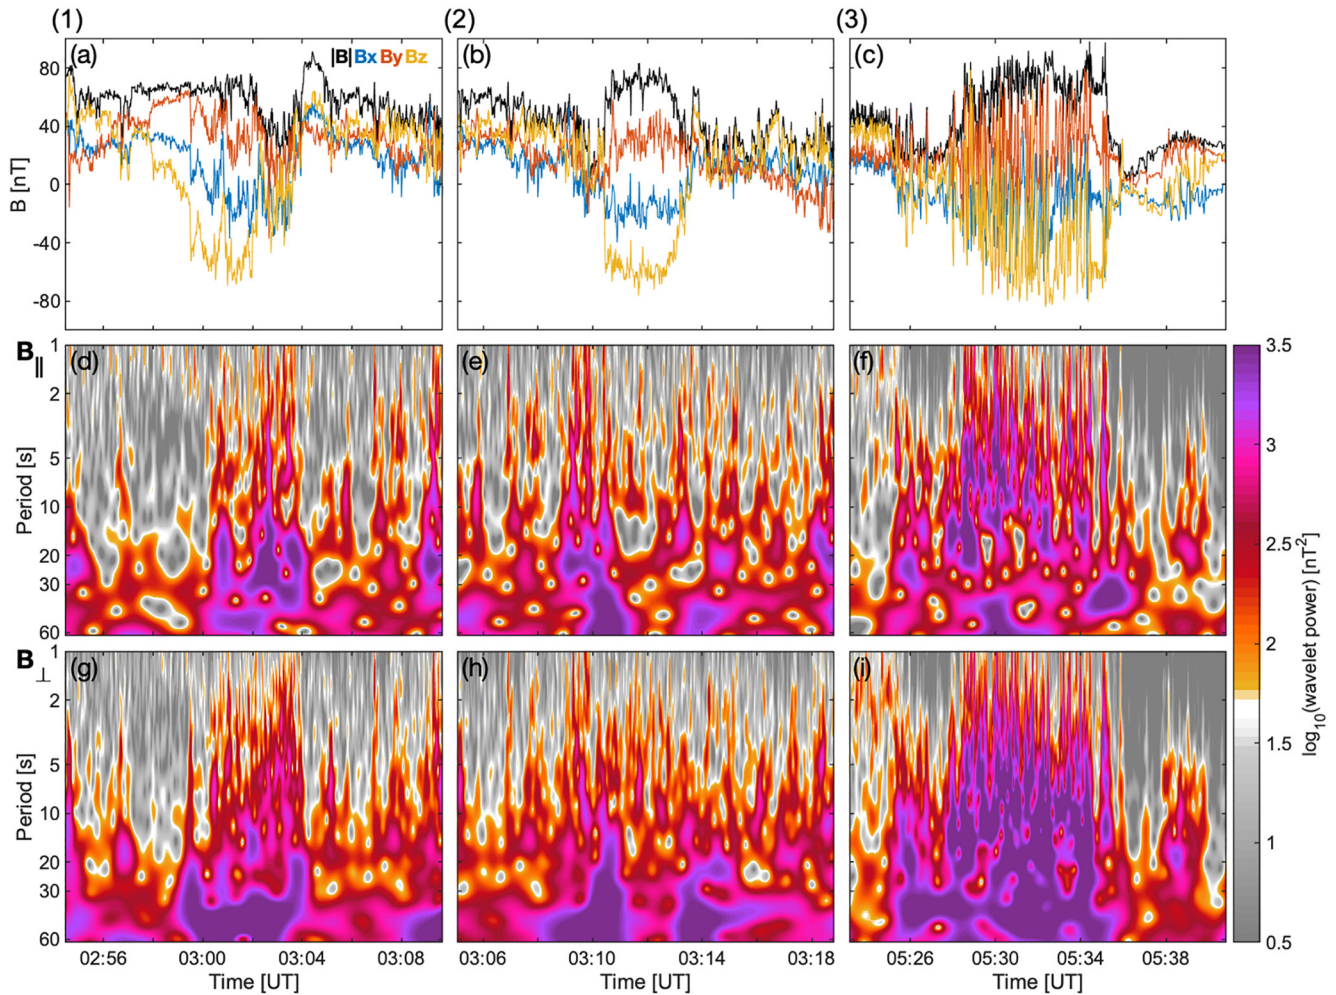 (1) (2) (3)
(a) |B| Bx By Bz (b) (c)
80
40
0
-40
-80
B [nT]
B∥ (d) (e) (f)
1
2
5
10
20
30
60
Period [s]
B⊥ (g) (h) (i)
1
2
5
10
20
30
60
Period [s]
02:56 03:00 03:04 03:08 03:06 03:10 03:14 03:18 05:26 05:30 05:34 05:38
Time [UT] Time [UT] Time [UT]
3.5
3
2.5
2
1.5
1
0.5
log10(wavelet power) [nT²]